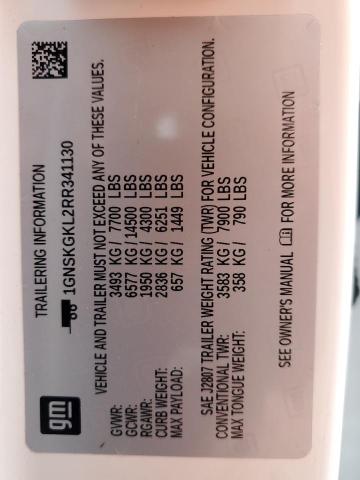 gm
TRAILERING INFORMATION
1GNSKGKL2RR341130
VEHICLE AND TRAILER MUST NOT EXCEED ANY OF THESE VALUES.
GVWR: 3493 KG / 7700 LBS
GCWR: 6577 KG / 14500 LBS
RGAWR: 1950 KG / 4300 LBS
CURB WEIGHT: 2836 KG / 6251 LBS
MAX PAYLOAD: 657 KG / 1449 LBS
SAE J2807 TRAILER WEIGHT RATING (TWR) FOR VEHICLE CONFIGURATION.
CONVENTIONAL TWR: 3583 KG / 7900 LBS
MAX TONGUE WEIGHT: 358 KG / 790 LBS
SEE OWNER'S MANUAL FOR MORE INFORMATION